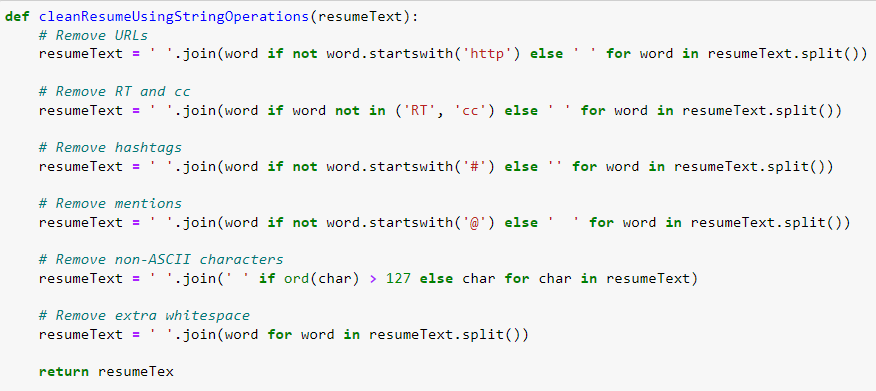 def cleanResumeUsingStringOperations(resumeText):
    # Remove URLs
    resumeText = ' '.join(word if not word.startswith('http') else ' ' for word in resumeText.split())

    # Remove RT and cc
    resumeText = ' '.join(word if word not in ('RT', 'cc') else ' ' for word in resumeText.split())

    # Remove hashtags
    resumeText = ' '.join(word if not word.startswith('#') else '' for word in resumeText.split())

    # Remove mentions
    resumeText = ' '.join(word if not word.startswith('@') else '  ' for word in resumeText.split())

    # Remove non-ASCII characters
    resumeText = ' '.join(' ' if ord(char) > 127 else char for char in resumeText)

    # Remove extra whitespace
    resumeText = ' '.join(word for word in resumeText.split())

    return resumeTex